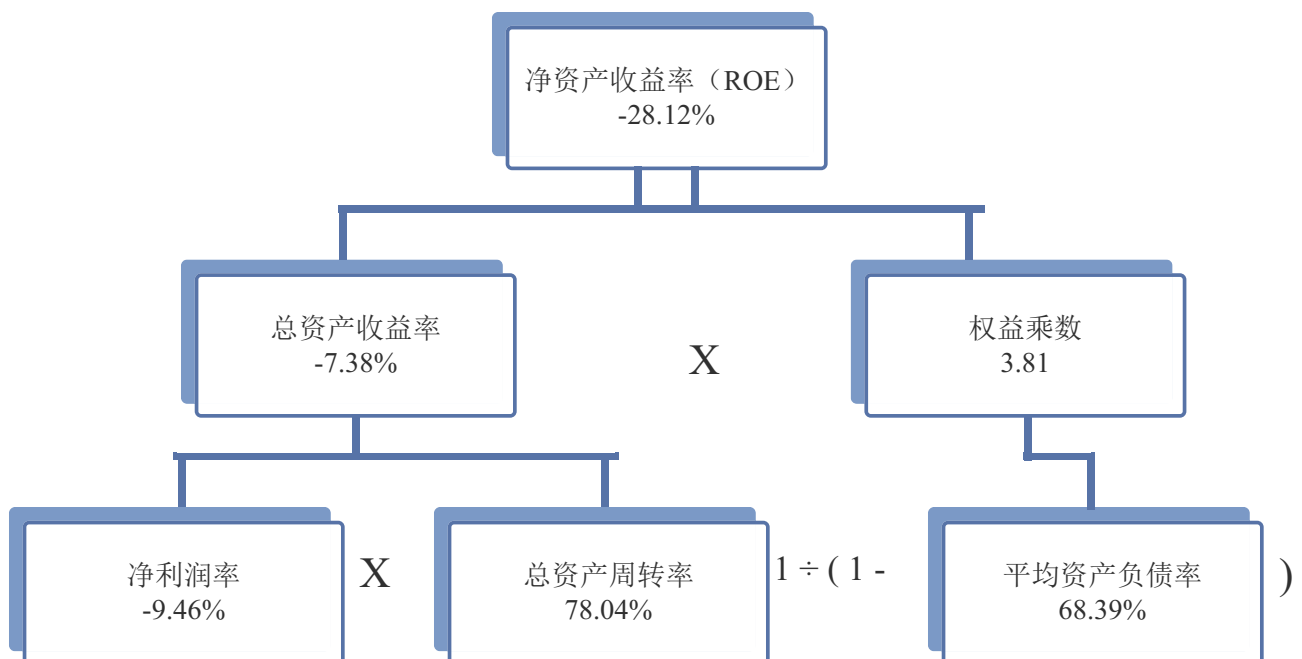 净资产收益率（ROE）
-28.12%
总资产收益率
-7.38%
X
权益乘数
3.81
净利润率
-9.46%
X
总资产周转率
78.04%
1 ÷ ( 1 -
平均资产负债率
68.39%
)